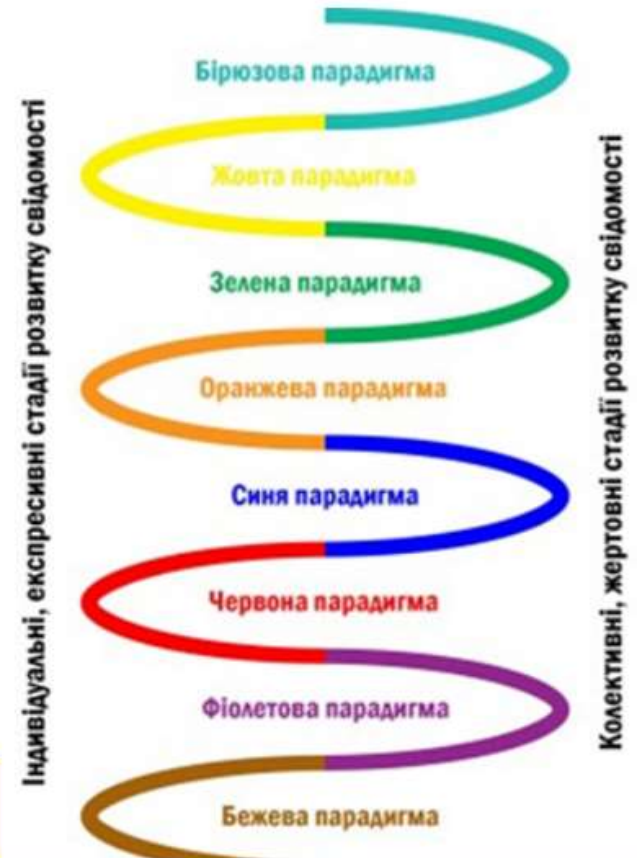 Індивідуальні, експресивні стадії розвитку свідомості
Бірюзова парадигма
Жовта парадигма
Зелена парадигма
Оранжева парадигма
Синя парадигма
Червона парадигма
Фіолетова парадигма
Бежева парадигма
Колективні, жертовні стадії розвитку свідомості